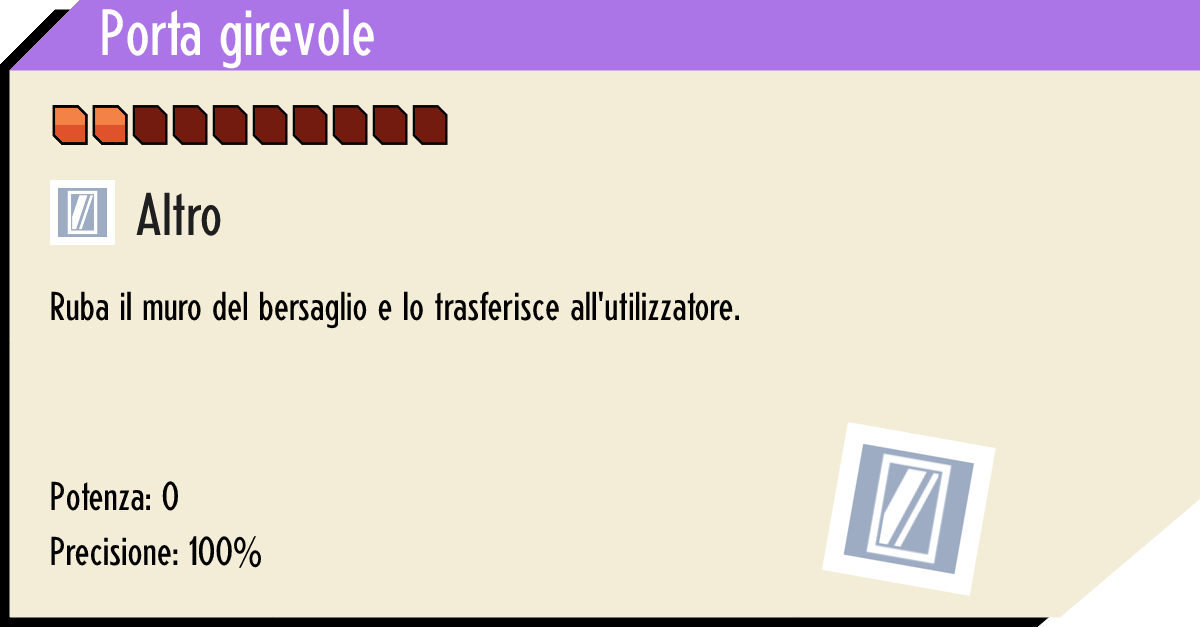 Porta girevole
Altro
Ruba il muro del bersaglio e lo trasferisce all'utilizzatore.
Potenza: 0
Precisione: 100%